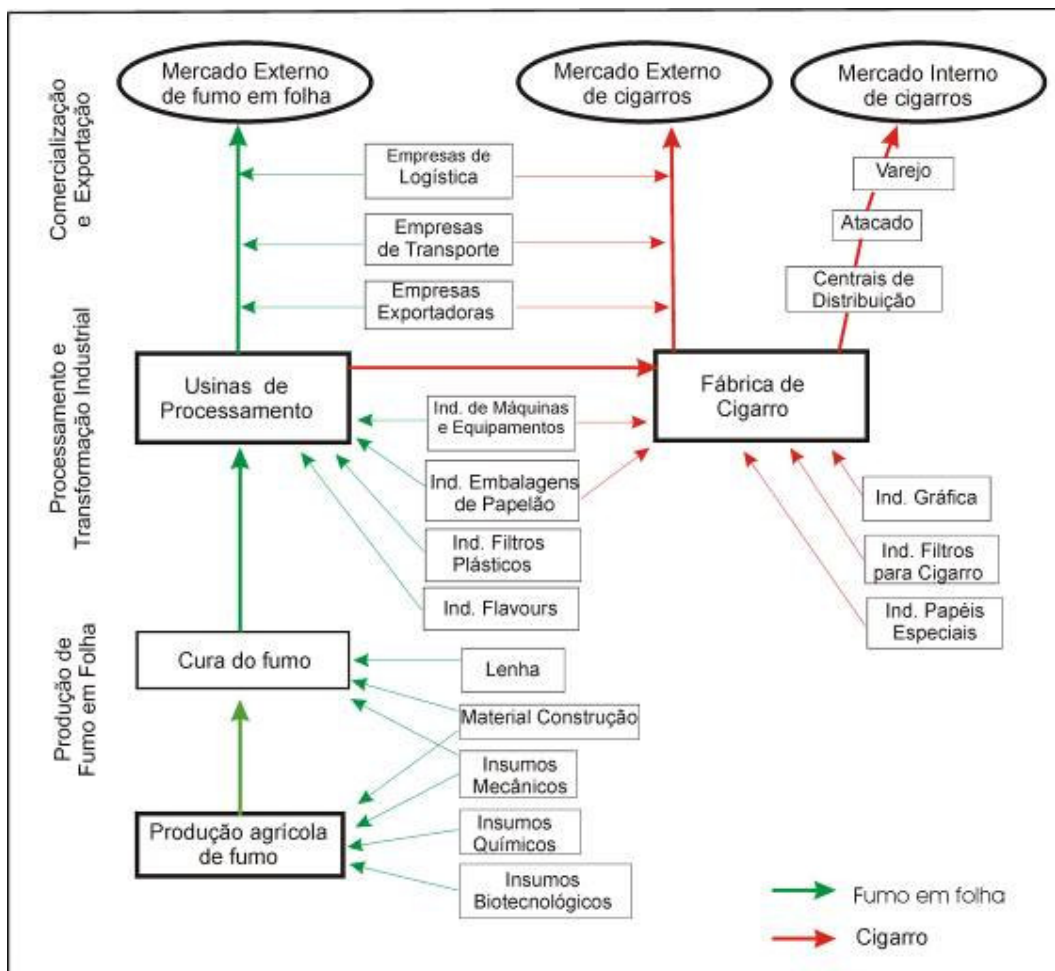 Comercialização
e Exportação
Processamento e
Transformação Industrial
Produção de
Fumo em Folha
Mercado Externo
de fumo em folha
Mercado Externo
de cigarros
Mercado Interno
de cigarros
Empresas de
Logística
Varejo
Empresas
de Transporte
Atacado
Empresas
Exportadoras
Centrais de
Distribuição
Usinas de
Processamento
Fábrica de
Cigarro
Ind. de Máquinas
e Equipamentos
Ind. Embalagens
de Papelão
Ind. Gráfica
Ind. Filtros
Plásticos
Ind. Filtros
para Cigarro
Ind. Flavours
Ind. Papéis
Especiais
Cura do fumo
Lenha
Material Construção
Insumos
Mecânicos
Produção agrícola
de fumo
Insumos
Químicos
Insumos
Biotecnológicos
Fumo em folha
Cigarro